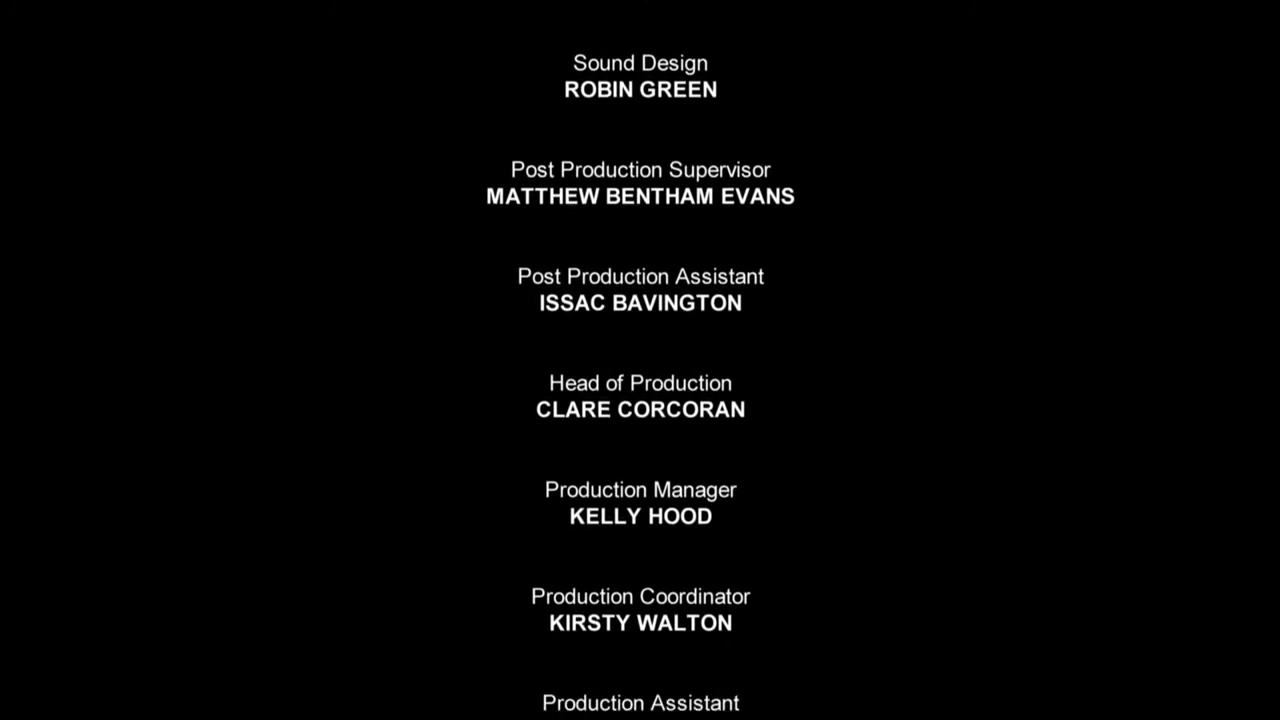 Sound Design
ROBIN GREEN
Post Production Supervisor
MATTHEW BENTHAM EVANS
Post Production Assistant
ISSAC BAVINGTON
Head of Production
CLARE CORCORAN
Production Manager
KELLY HOOD
Production Coordinator
KIRSTY WALTON
Production Assistant